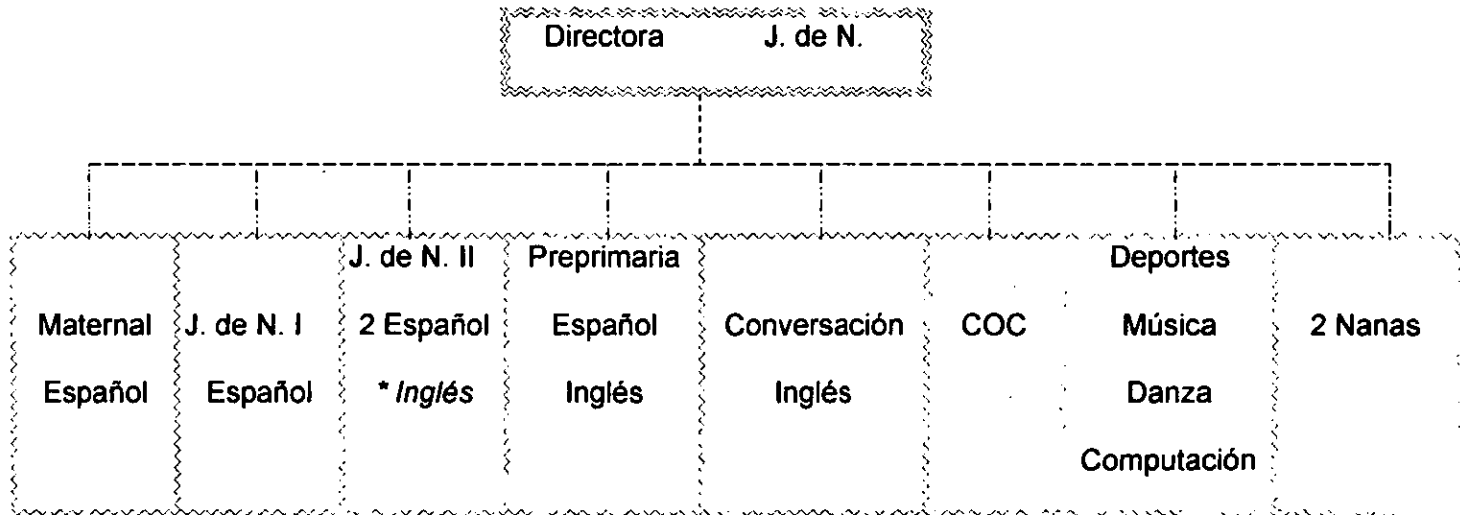 Directora J. de N.
Maternal
Español
J. de N. I
Español
J. de N. II
2 Español
* Inglés
Preprimaria
Español
Inglés
Conversación
Inglés
COC
Deportes
Música
Danza
Computación
2 Nanas